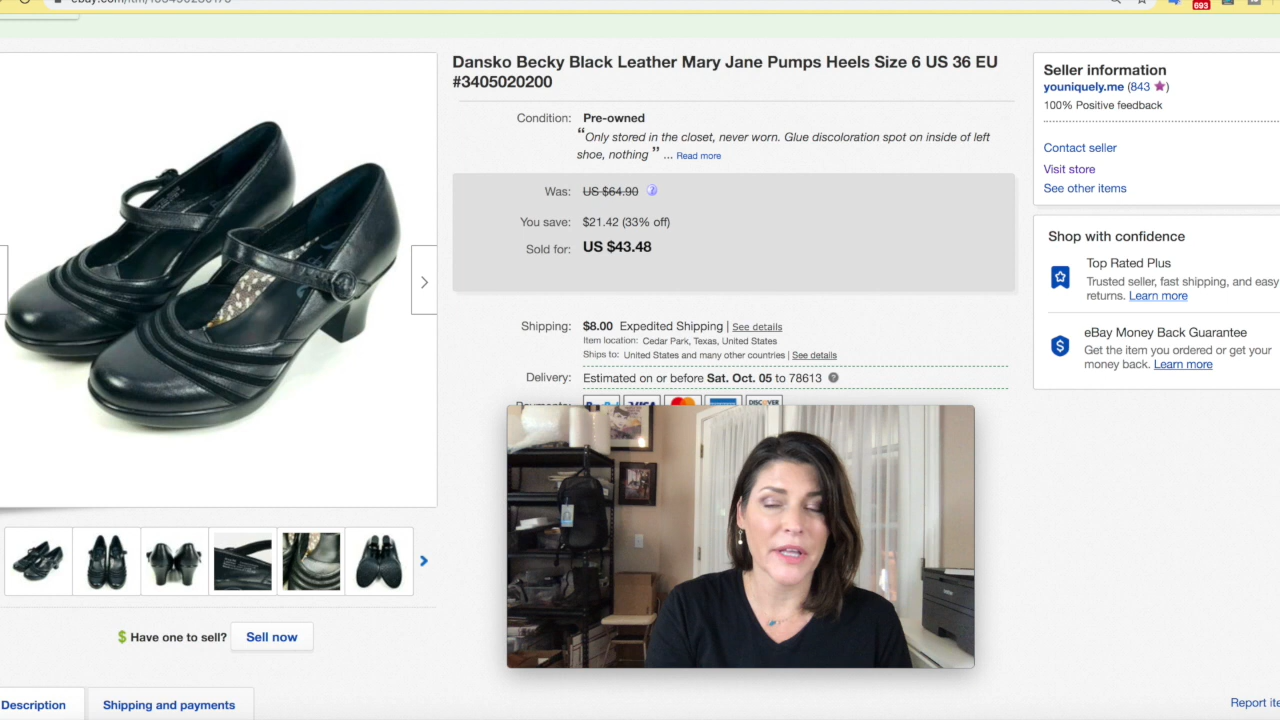 693
Dansko Becky Black Leather Mary Jane Pumps Heels Size 6 US 36 EU
#3405020200
Condition: Pre-owned
“Only stored in the closet, never worn. Glue discoloration spot on inside of left
shoe, nothing ” ... Read more
Was: US $64.90
You save: $21.42 (33% off)
Sold for: US $43.48
Shipping: $8.00 Expedited Shipping | See details
Item location: Cedar Park, Texas, United States
Ships to: United States and many other countries | See details
Delivery: Estimated on or before Sat. Oct. 05 to 78613
DISCOVER
Seller information
youniquely.me (843 )
100% Positive feedback
Contact seller
Visit store
See other items
Shop with confidence
Top Rated Plus
Trusted seller, fast shipping, and easy
returns. Learn more
eBay Money Back Guarantee
Get the item you ordered or get your
money back. Learn more
Have one to sell? Sell now
Description
Shipping and payments
Report